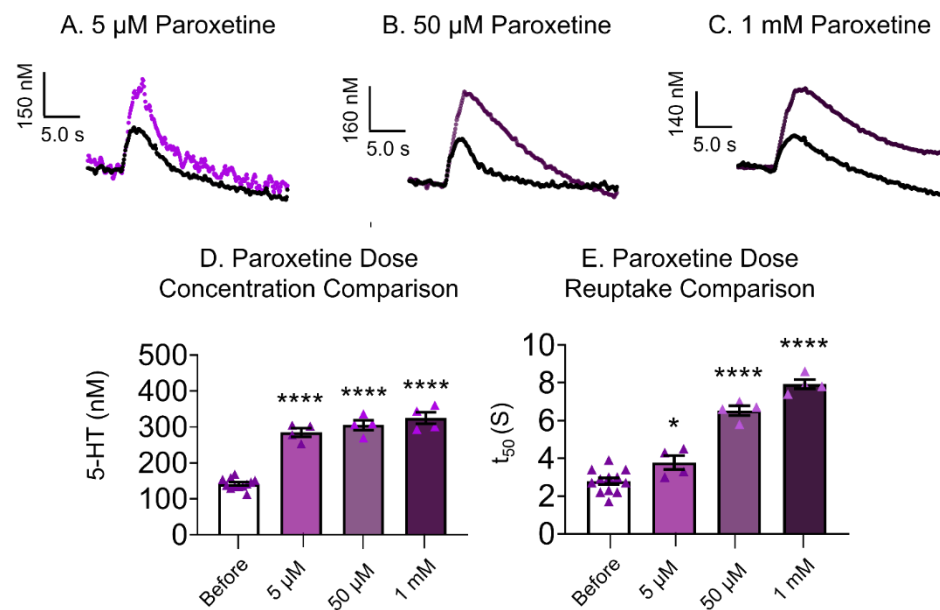 A. 5 µM Paroxetine
150 nM
5.0 s
B. 50 µM Paroxetine
160 nM
5.0 s
C. 1 mM Paroxetine
140 nM
5.0 s
D. Paroxetine Dose
Concentration Comparison
5-HT (nM)
500
400
300
200
100
0
****
****
****
Before
5 µM
50 µM
1 mM
E. Paroxetine Dose
Reuptake Comparison
t50 (S)
10
8
6
4
2
0
*
****
****
Before
5 µM
50 µM
1 mM